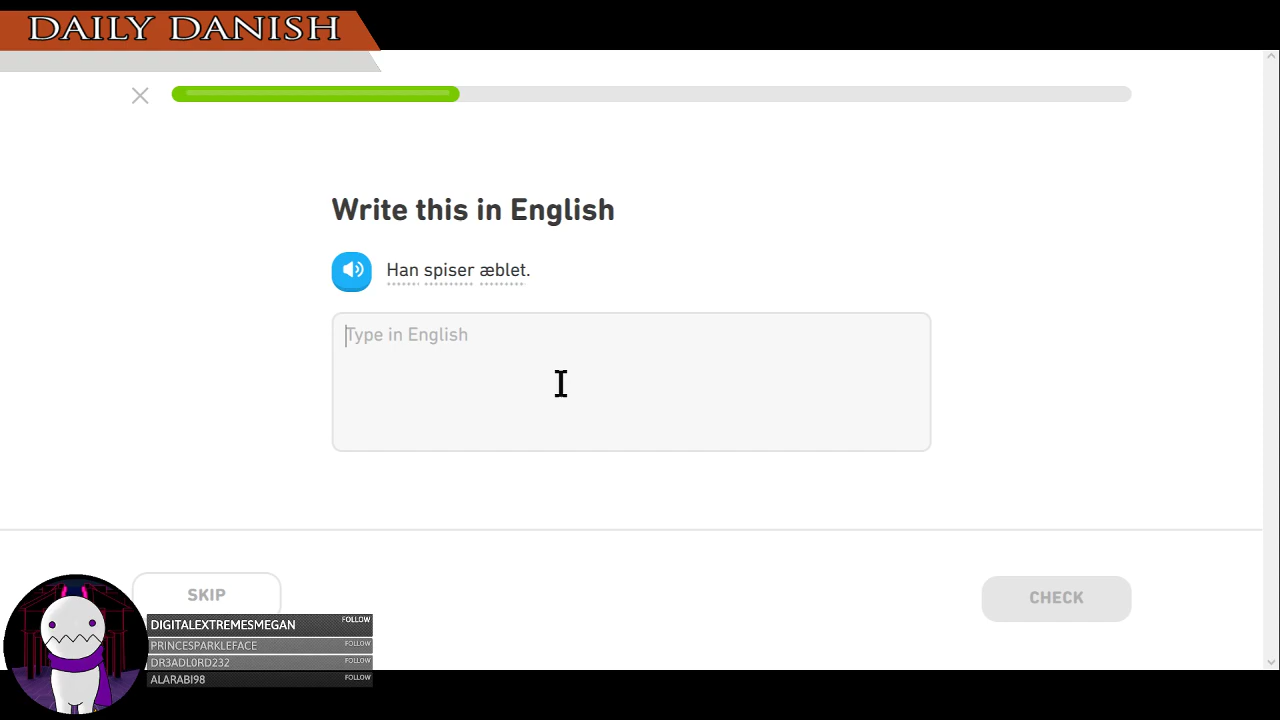 DAILY DANISH
Write this in English
Han spiser æblet.
Type in English
SKIP
CHECK
DIGITALEXTREMESMEGAN FOLLOW
PRINCESPARKLEFACE FOLLOW
DR3ADL0RD232 FOLLOW
ALARABI98 FOLLOW